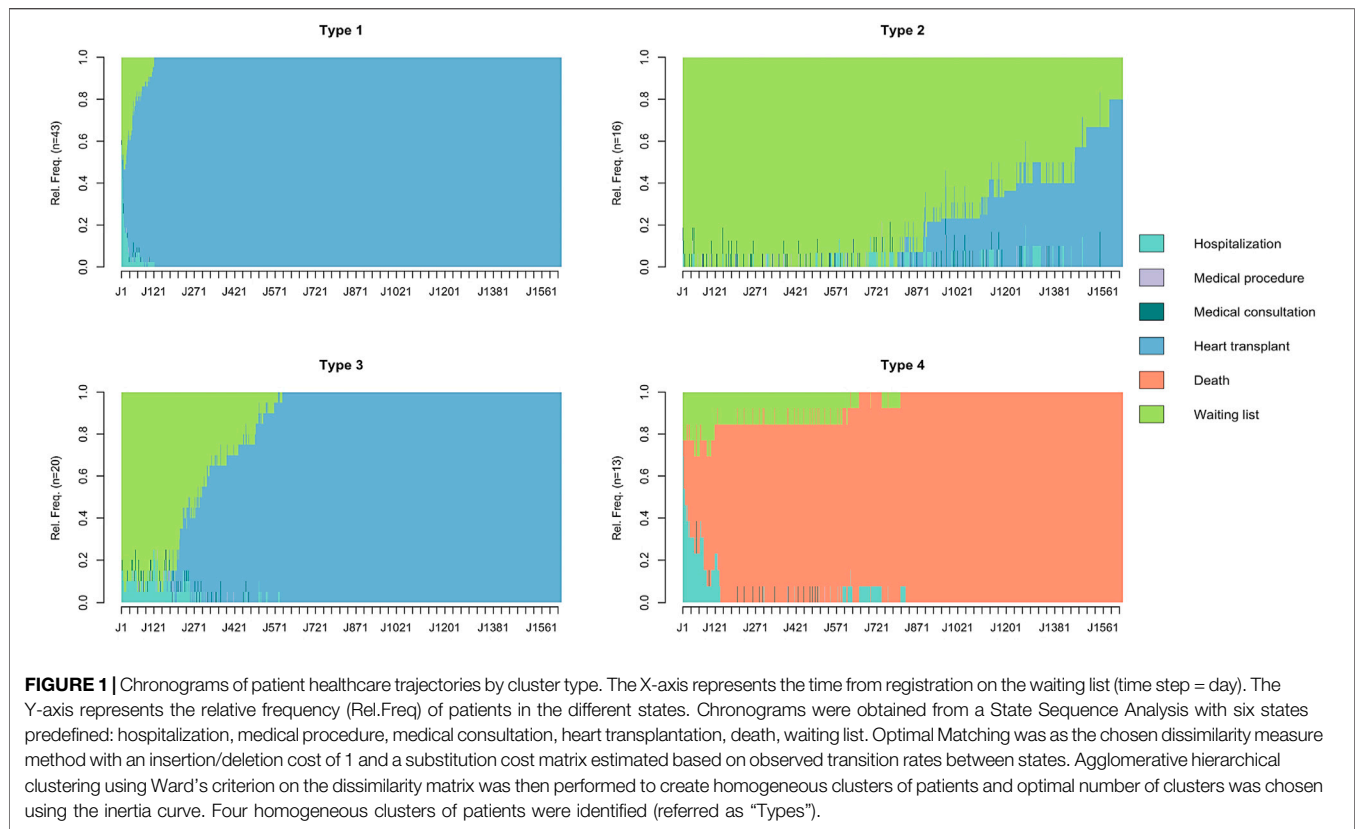 Type 1
Rel. Freq. (n=43)
0.0 0.2 0.4 0.6 0.8 1.0
J1 J121 J271 J421 J571 J721 J871 J1021 J1201 J1381 J1561
Type 2
Rel. Freq. (n=16)
0.0 0.2 0.4 0.6 0.8 1.0
J1 J121 J271 J421 J571 J721 J871 J1021 J1201 J1381 J1561
Type 3
Rel. Freq. (n=20)
0.0 0.2 0.4 0.6 0.8 1.0
J1 J121 J271 J421 J571 J721 J871 J1021 J1201 J1381 J1561
Type 4
Rel. Freq. (n=13)
0.0 0.2 0.4 0.6 0.8 1.0
J1 J121 J271 J421 J571 J721 J871 J1021 J1201 J1381 J1561
Hospitalization
Medical procedure
Medical consultation
Heart transplant
Death
Waiting list
FIGURE 1 | Chronograms of patient healthcare trajectories by cluster type. The X-axis represents the time from registration on the waiting list (time step = day). The
Y-axis represents the relative frequency (Rel.Freq) of patients in the different states. Chronograms were obtained from a State Sequence Analysis with six states
predefined: hospitalization, medical procedure, medical consultation, heart transplantation, death, waiting list. Optimal Matching was as the chosen dissimilarity measure
method with an insertion/deletion cost of 1 and a substitution cost matrix estimated based on observed transition rates between states. Agglomerative hierarchical
clustering using Ward's criterion on the dissimilarity matrix was then performed to create homogeneous clusters of patients and optimal number of clusters was chosen
using the inertia curve. Four homogeneous clusters of patients were identified (referred as “Types”).